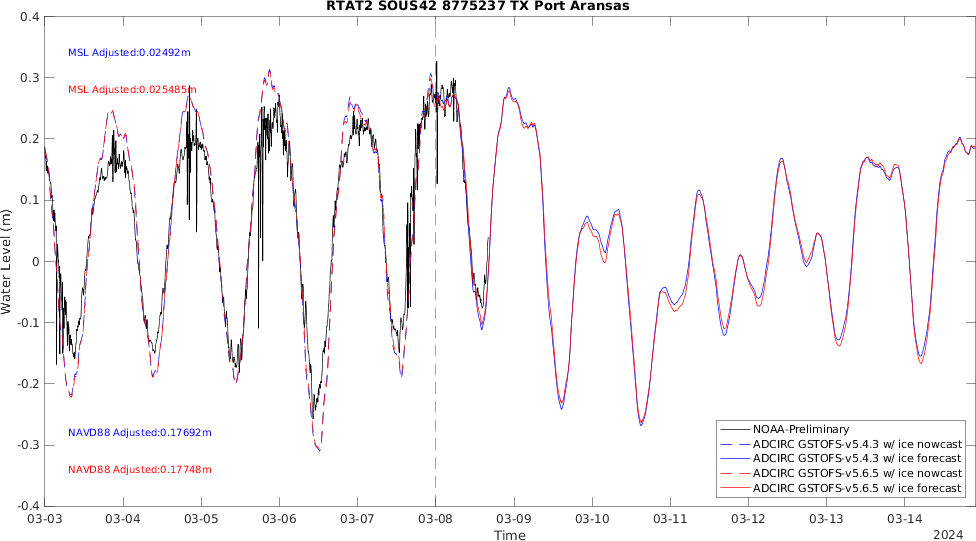 RTAT2 SOUS42 8775237 TX Port Aransas
0.4
MSL Adjusted:0.02492m
0.3
MSL Adjusted:0.025485m
0.2
0.1
Water Level (m)
0
-0.1
-0.2
-0.3
NAVD88 Adjusted:0.17692m
NAVD88 Adjusted:0.17748m
-0.4
NOAA-Preliminary
ADCIRC GSTOFS-v5.4.3 w/ ice nowcast
ADCIRC GSTOFS-v5.4.3 w/ ice forecast
ADCIRC GSTOFS-v5.6.5 w/ ice nowcast
ADCIRC GSTOFS-v5.6.5 w/ ice forecast
03-03 03-04 03-05 03-06 03-07 03-08 03-09 03-10 03-11 03-12 03-13 03-14
Time
2024